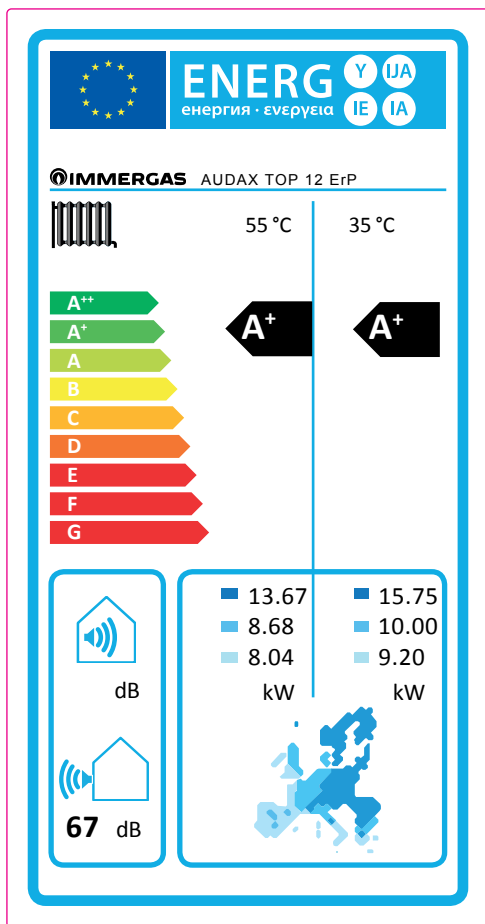 ENERG Y IJA
енергия · ενεργεια IE IA
IMMERGAS AUDAX TOP 12 ErP
55 °C 35 °C
A++
A+ A+ A+
A
B
C
D
E
F
G
13.67 15.75
8.68 10.00
8.04 9.20
dB kW kW
67 dB